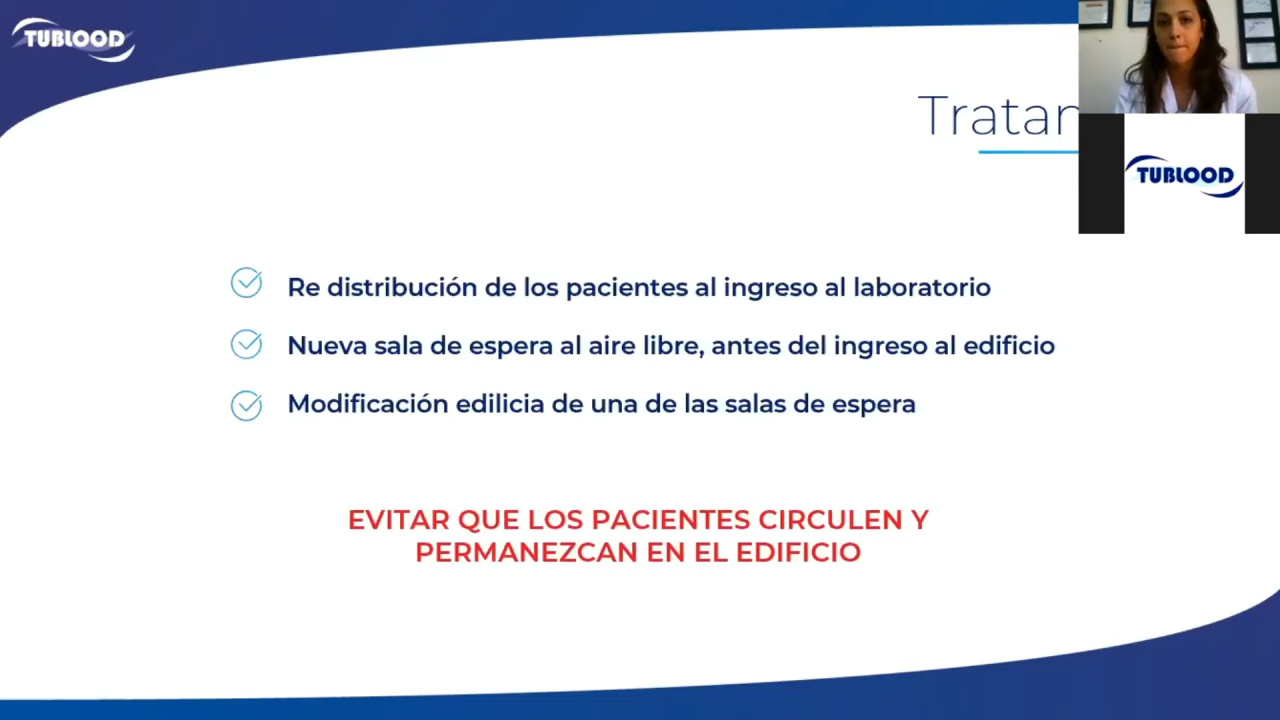 TUBLOOD
TUBLOOD
Re distribución de los pacientes al ingreso al laboratorio
Nueva sala de espera al aire libre, antes del ingreso al edificio
Modificación edilicia de una de las salas de espera
EVITAR QUE LOS PACIENTES CIRCULEN Y
PERMANEZCAN EN EL EDIFICIO